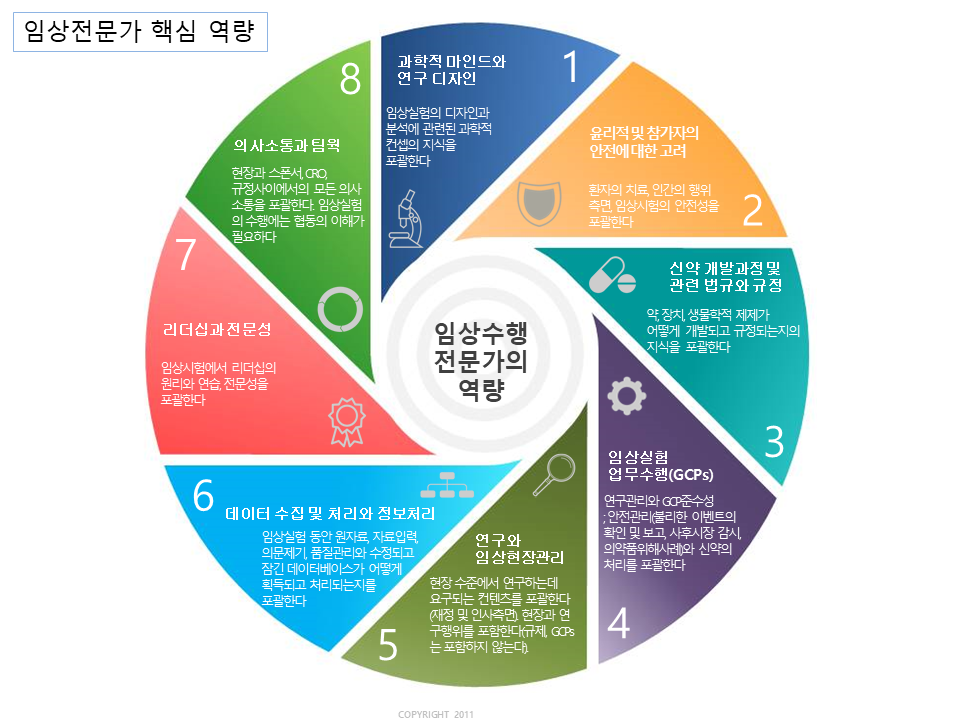 임상전문가 핵심 역량
1
과학적 마인드와
연구 디자인
임상실험의 디자인과
분석에 관련된 과학적
컨셉의 지식을
포괄한다
2
윤리적 및 참가자의
안전에 대한 고려
환자의 치료, 인간의 행위
측면, 임상시험의 안전성을
포괄한다
3
신약 개발과정 및
관련 법규와 규정
약, 장치, 생물학적 제제가
어떻게 개발되고 규정되는지의
지식을 포괄한다
4
임상실험
업무수행(GCPs)
연구관리와 GCP준수성
; 안전관리(불리한 이벤트의
확인 및 보고, 사후시장 감시,
의약품위해사례)와 신약의
처리를 포괄한다
5
연구와
임상현장관리
현장 수준에서 연구하는데
요구되는 컨텐츠를 포괄한다
(재정 및 인사측면). 현장과 연
구행위를 포함한다(규제, GCPs
는 포함하지 않는다).
6
데이터 수집 및 처리와 정보처리
임상실험 동안 원자료, 자료입력,
의문제기, 품질관리와 수정되고
잠긴 데이터베이스가 어떻게
획득되고 처리되는지를
포괄한다
7
리더십과 전문성
임상시험에서 리더십의
원리와 연습, 전문성을
포괄한다
8
의사소통과 팀웍
현장과 스폰서, CRO,
규정사이에서의 모든 의사
소통을 포괄한다. 임상실험
의 수행에는 협동의 이해가
필요하다
임상수행
전문가의
역량
COPYRIGHT 2011